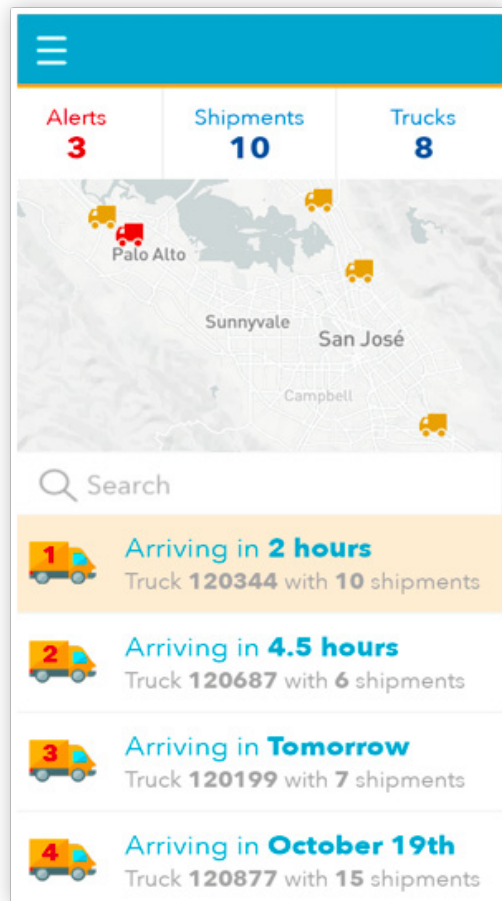 Alerts
3
Shipments
10
Trucks
8
Palo Alto
Sunnyvale
San José
Campbell
Search
1
Arriving in 2 hours
Truck 120344 with 10 shipments
2
Arriving in 4.5 hours
Truck 120687 with 6 shipments
3
Arriving in Tomorrow
Truck 120199 with 7 shipments
4
Arriving in October 19th
Truck 120877 with 15 shipments